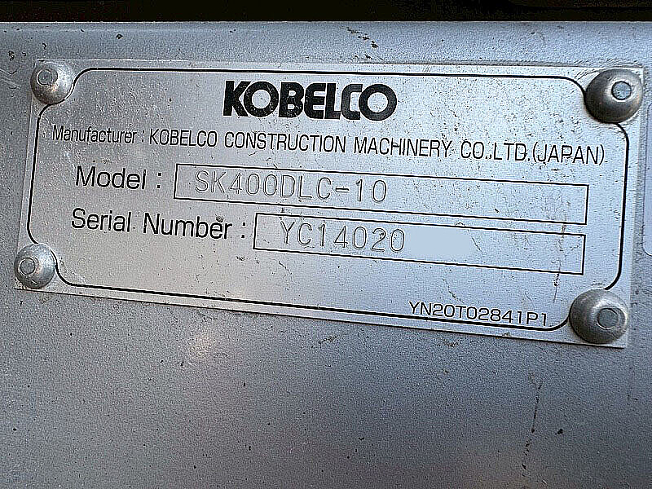 KOBELCO
Manufacturer : KOBELCO CONSTRUCTION MACHINERY CO.,LTD.(JAPAN)
Model : SK400DLC-10
Serial Number : YC14020
YN20T02841P1